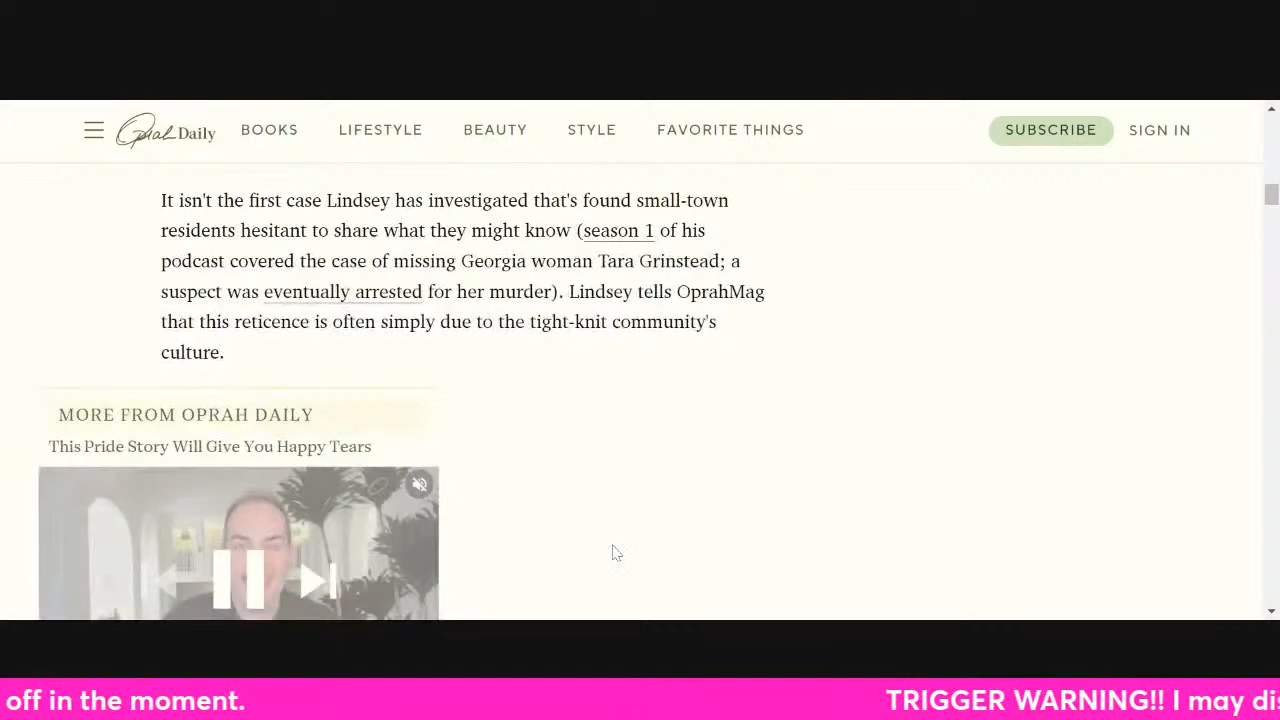 Oprah Daily BOOKS LIFESTYLE BEAUTY STYLE FAVORITE THINGS SUBSCRIBE SIGN IN
It isn't the first case Lindsey has investigated that's found small-town
residents hesitant to share what they might know (season 1 of his
podcast covered the case of missing Georgia woman Tara Grinstead; a
suspect was eventually arrested for her murder). Lindsey tells OprahMag
that this reticence is often simply due to the tight-knit community's
culture.
MORE FROM OPRAH DAILY
This Pride Story Will Give You Happy Tears
off in the moment. TRIGGER WARNING!! I may dis